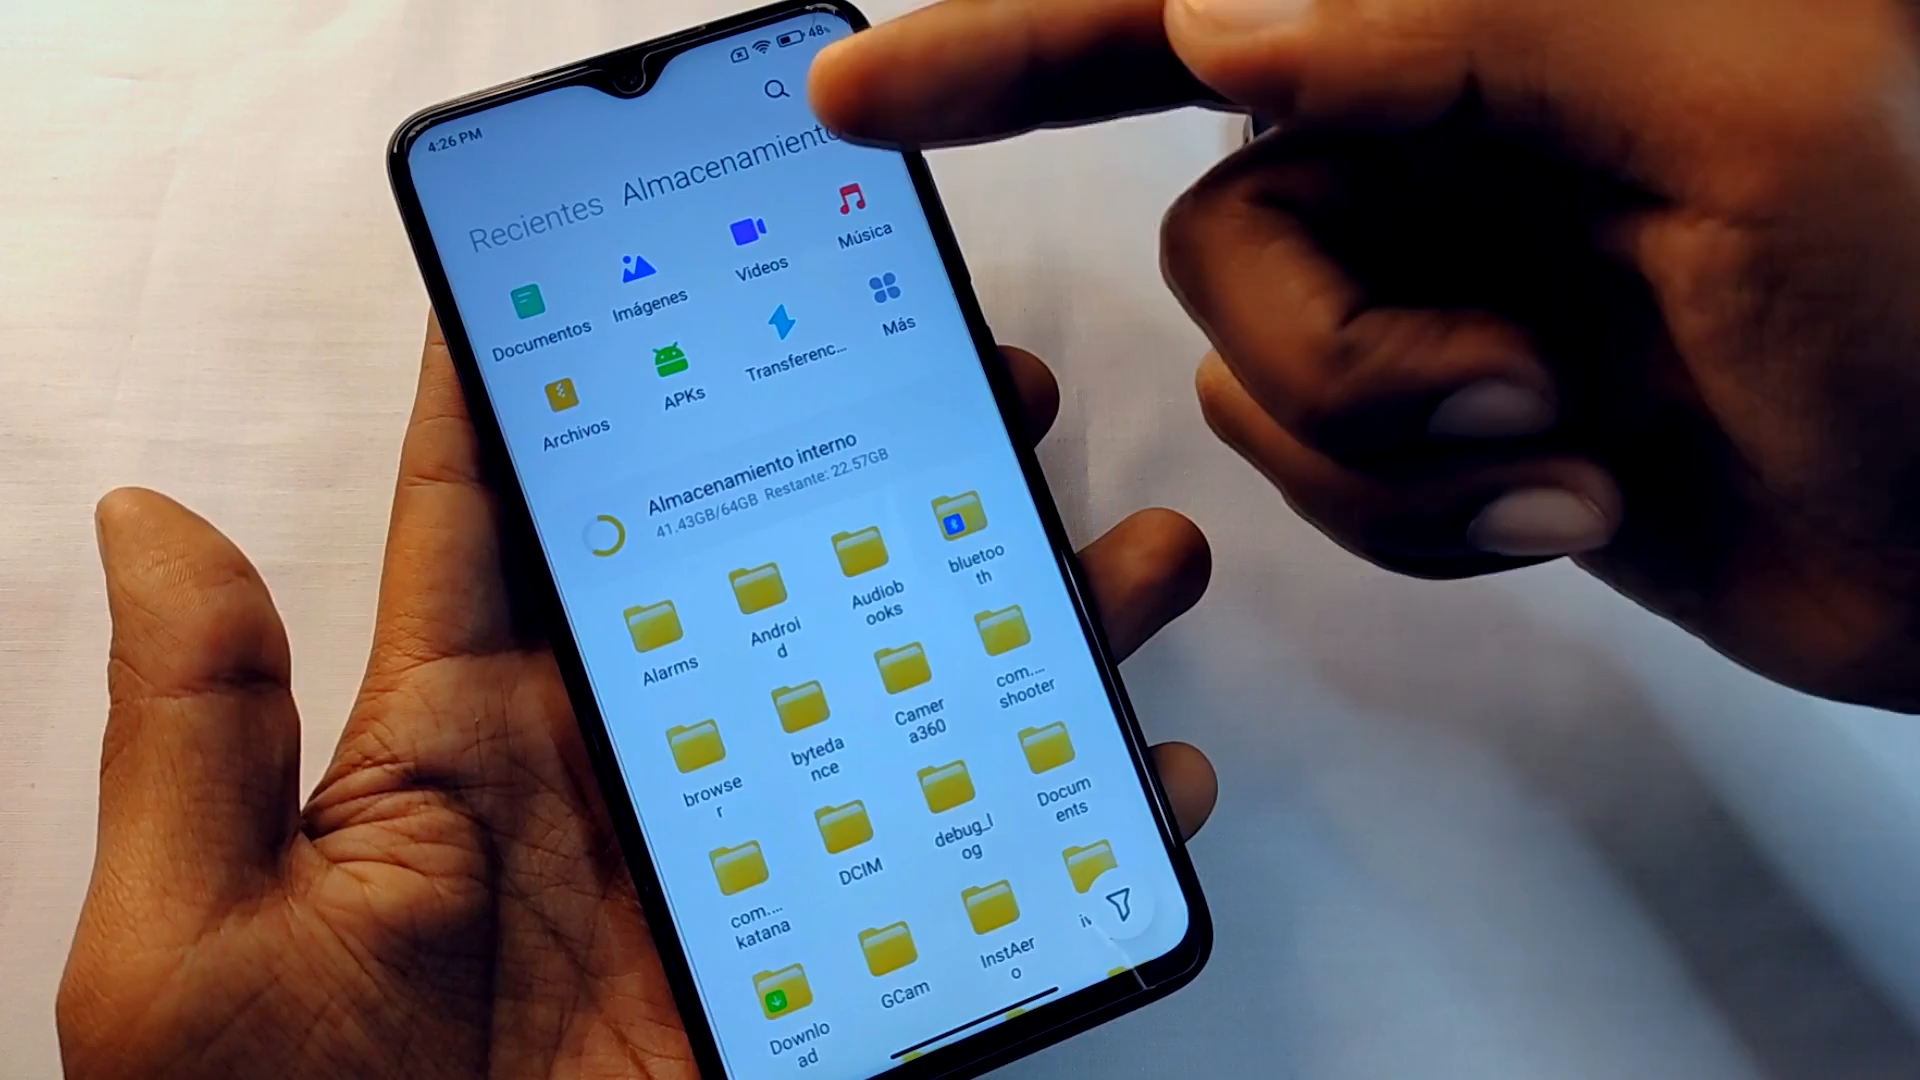 4:26 PM
48%
Recientes Almacenamiento
Documentos
Imágenes
Videos
Música
Archivos
APKs
Transferenc...
Más
Almacenamiento interno
41.43GB/64GB Restante: 22.57GB
Alarms
Androi
d
Audiob
ooks
bluetoo
th
browse
r
byteda
nce
Camer
a360
com....
shooter
com....
katana
DCIM
debug_l
og
Docum
ents
Downlo
ad
GCam
InstAer
o